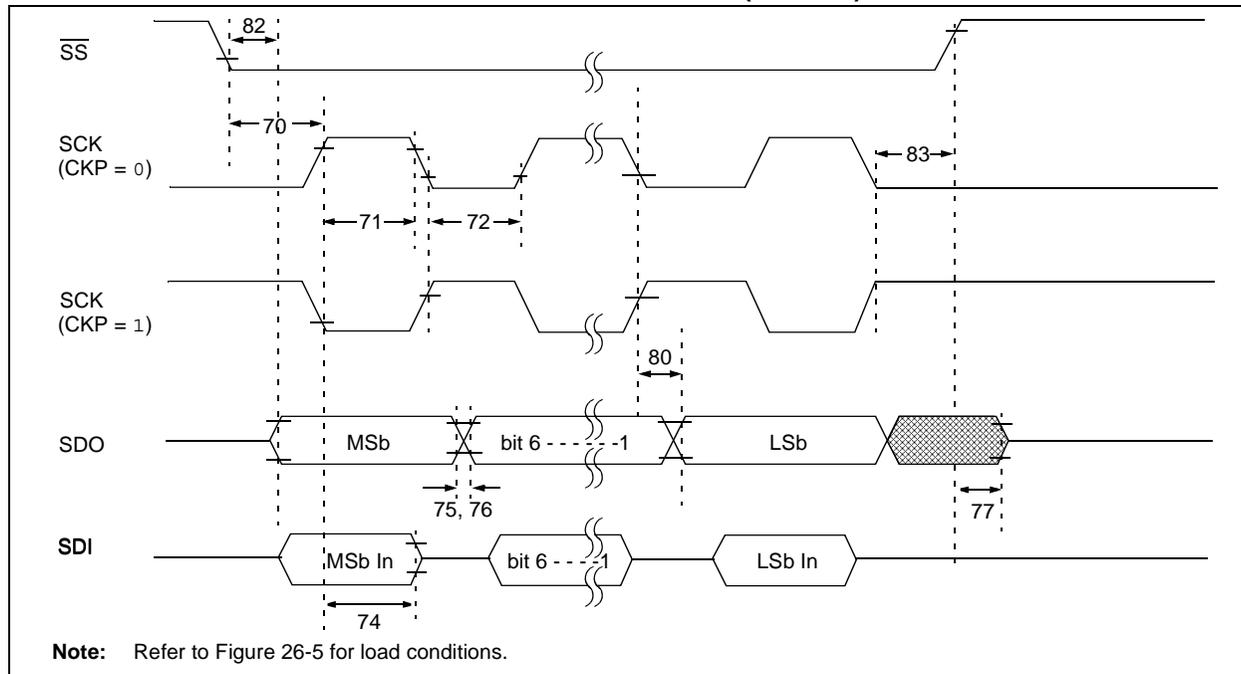 82
SS
70
SCK
(CKP = 0)
83
71
72
SCK
(CKP = 1)
80
SDO
MSb
bit 6 - - - - - -1
LSb
75, 76
77
SDI
MSb In
bit 6 - - - -1
LSb In
74
Note: Refer to Figure 26-5 for load conditions.